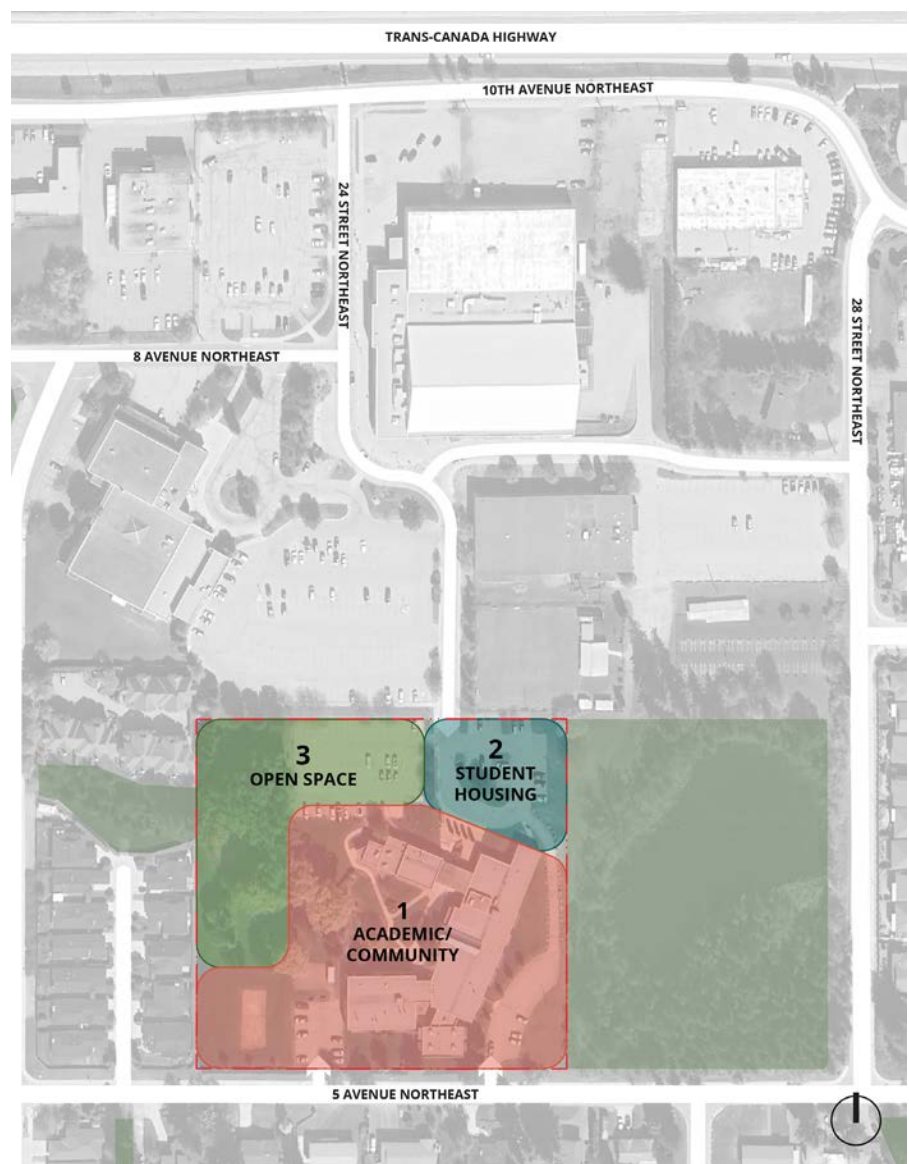 TRANS-CANADA HIGHWAY
10TH AVENUE NORTHEAST
24 STREET NORTHEAST
28 STREET NORTHEAST
8 AVENUE NORTHEAST
3
OPEN SPACE
2
STUDENT
HOUSING
1
ACADEMIC/
COMMUNITY
5 AVENUE NORTHEAST